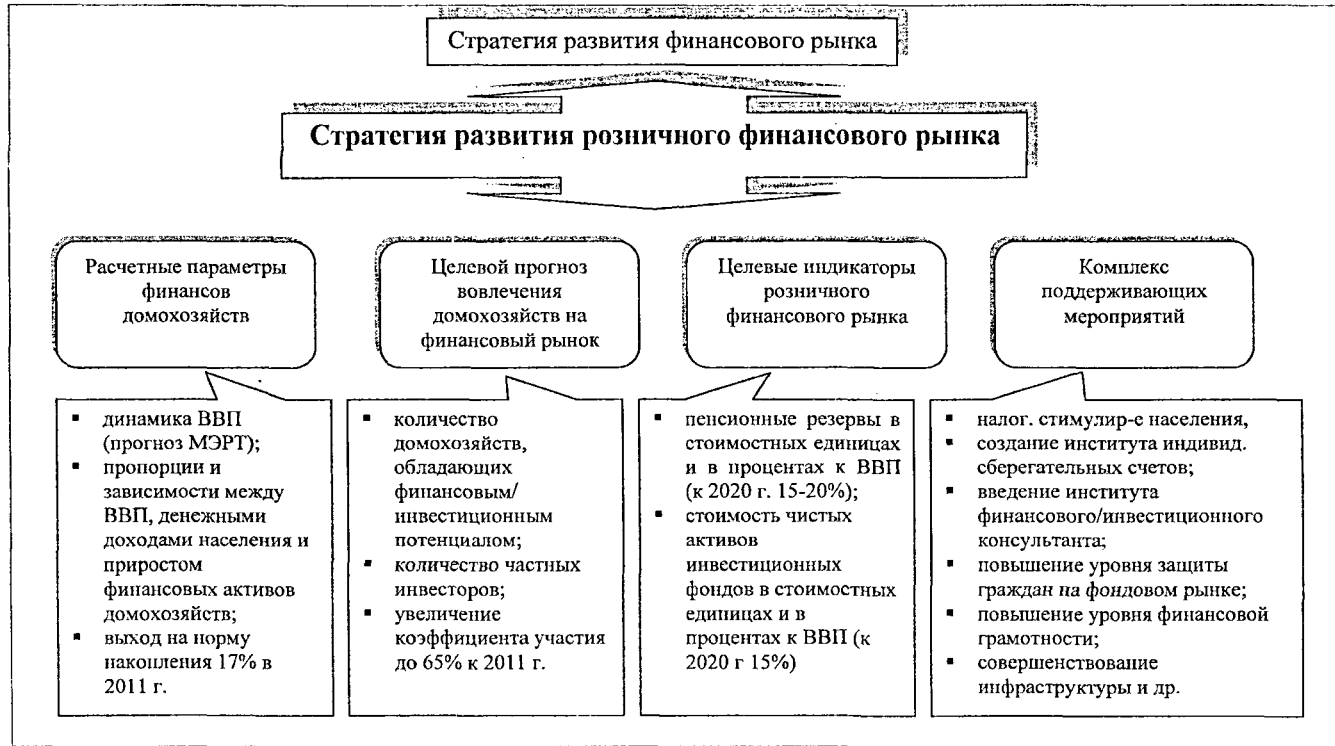 Стратегия развития финансового рынка
Стратегия развития розничного финансового рынка
Расчетные параметры
финансов
домохозяйств
Целевой прогноз
вовлечения
домохозяйств на
финансовый рынок
Целевые индикаторы
розничного
финансового рынка
Комплекс
поддерживающих
мероприятий
▪ динамика ВВП
(прогноз МЭРТ);
▪ пропорции и
зависимости между
ВВП, денежными
доходами населения и
приростом
финансовых активов
домохозяйств;
▪ выход на норму
накопления 17% в
2011 г.
▪ количество
домохозяйств,
обладающих
финансовым/
инвестиционным
потенциалом;
▪ количество частных
инвесторов;
▪ увеличение
коэффициента участия
до 65% к 2011 г.
▪ пенсионные резервы в
стоимостных единицах
и в процентах к ВВП
(к 2020 г. 15-20%);
▪ стоимость чистых
активов
инвестиционных
фондов в стоимостных
единицах и в
процентах к ВВП (к
2020 г 15%)
▪ налог. стимулир-е населения,
▪ создание института индивид.
сберегательных счетов;
▪ введение института
финансового/инвестиционного
консультанта;
▪ повышение уровня защиты
граждан на фондовом рынке;
▪ повышение уровня финансовой
грамотности;
▪ совершенствование
инфраструктуры и др.